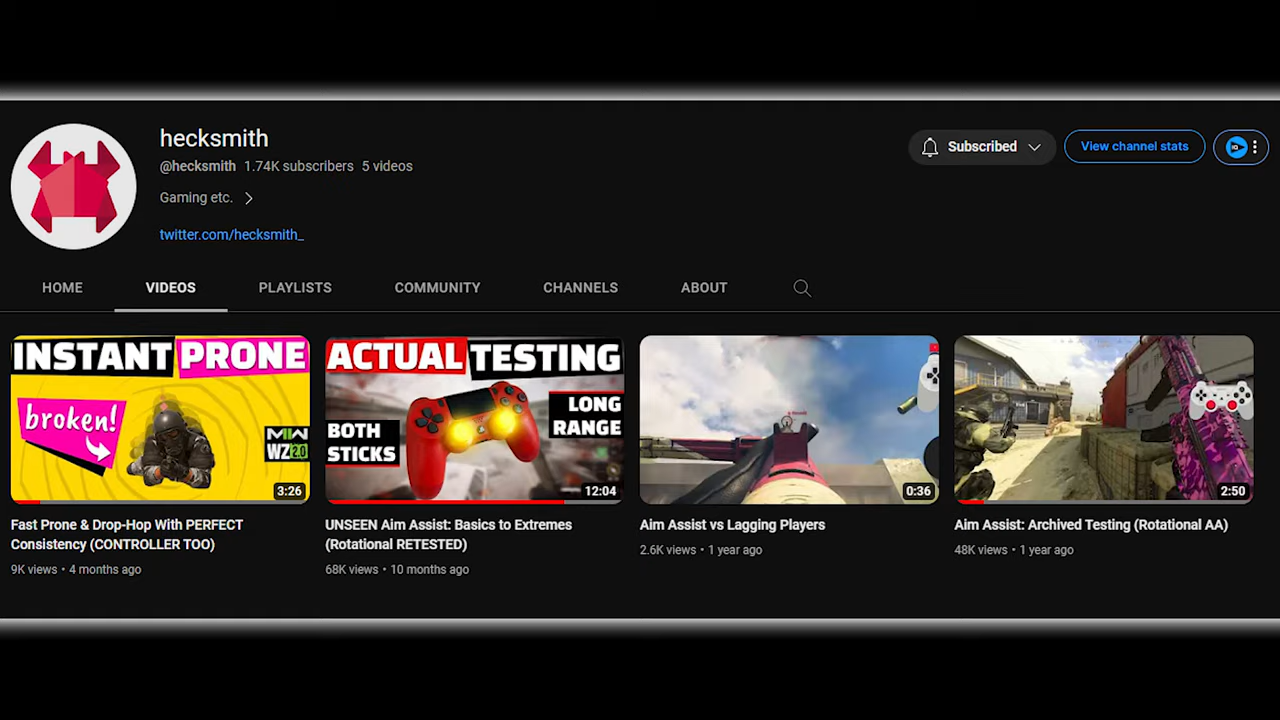 hecksmith
@hecksmith 1.74K subscribers 5 videos
Gaming etc.
twitter.com/hecksmith_
Subscribed
View channel stats
HOME
VIDEOS
PLAYLISTS
COMMUNITY
CHANNELS
ABOUT
INSTANT PRONE
broken!
MW
WZ 2.0
3:26
Fast Prone & Drop-Hop With PERFECT
Consistency (CONTROLLER TOO)
9K views • 4 months ago
ACTUAL TESTING
BOTH
STICKS
LONG
RANGE
12:04
UNSEEN Aim Assist: Basics to Extremes
(Rotational RETESTED)
68K views • 10 months ago
0:36
Aim Assist vs Lagging Players
2.6K views • 1 year ago
2:50
Aim Assist: Archived Testing (Rotational AA)
48K views • 1 year ago